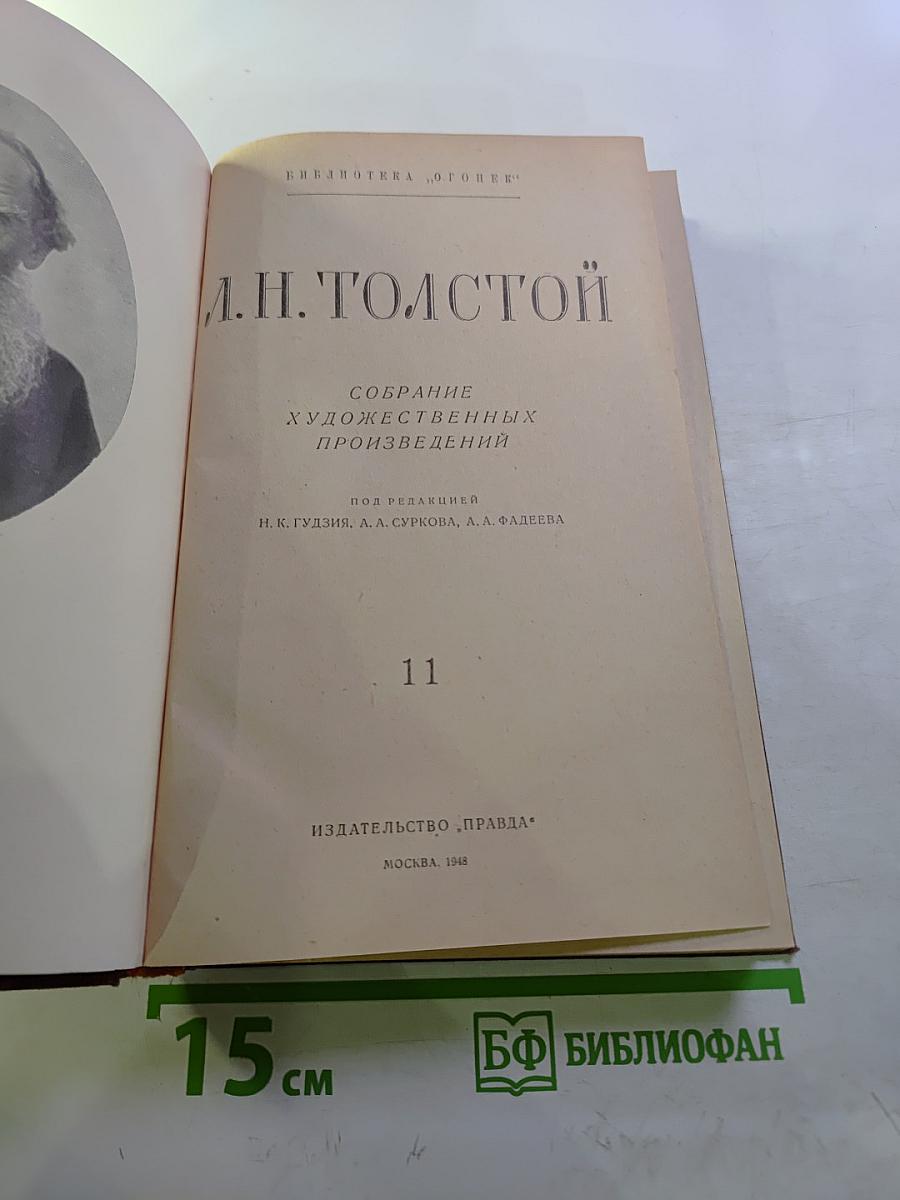 БИБЛИОТЕКА „ОГОНЕК“
Л.Н.ТОЛСТОЙ
СОБРАНИЕ
ХУДОЖЕСТВЕННЫХ
ПРОИЗВЕДЕНИЙ
ПОД РЕДАКЦИЕЙ
Н. К. ГУДЗИЯ, А. А. СУРКОВА, А. А. ФАДЕЕВА
11
ИЗДАТЕЛЬСТВО „ПРАВДА“
МОСКВА, 1948
15 см
БФ БИБЛИОФАН